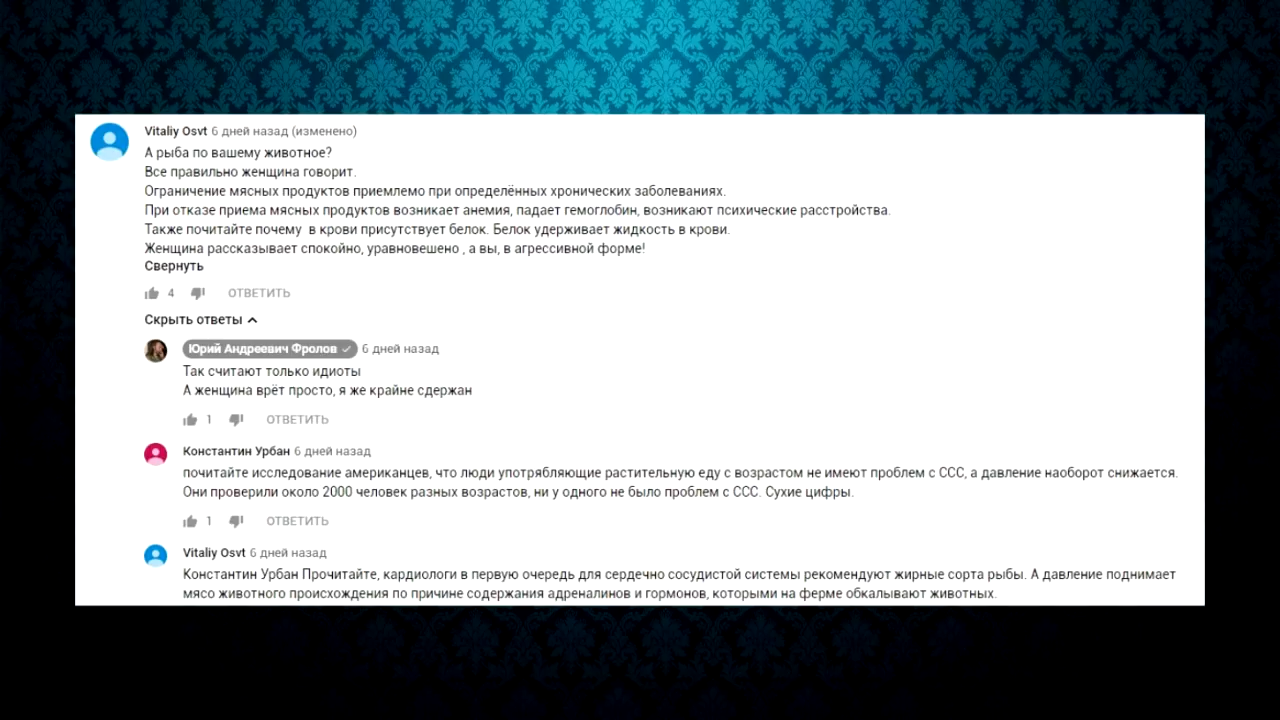 Vitaliy Osvt 6 дней назад (изменено)
А рыба по вашему животное?
Все правильно женщина говорит.
Ограничение мясных продуктов приемлемо при определённых хронических заболеваниях.
При отказе приема мясных продуктов возникает анемия, падает гемоглобин, возникают психические расстройства.
Также почитайте почему в крови присутствует белок. Белок удерживает жидкость в крови.
Женщина рассказывает спокойно, уравновешено , а вы, в агрессивной форме!
Свернуть
4 ОТВЕТИТЬ
Скрыть ответы
Юрий Андреевич Фролов 6 дней назад
Так считают только идиоты
А женщина врёт просто, я же крайне сдержан
1 ОТВЕТИТЬ
Константин Урбан 6 дней назад
почитайте исследование американцев, что люди употрябляющие растительную еду с возрастом не имеют проблем с ССС, а давление наоборот снижается.
Они проверили около 2000 человек разных возрастов, ни у одного не было проблем с ССС. Сухие цифры.
1 ОТВЕТИТЬ
Vitaliy Osvt 6 дней назад
Константин Урбан Прочитайте, кардиологи в первую очередь для сердечно сосудистой системы рекомендуют жирные сорта рыбы. А давление поднимает
мясо животного происхождения по причине содержания адреналинов и гормонов, которыми на ферме обкалывают животных.